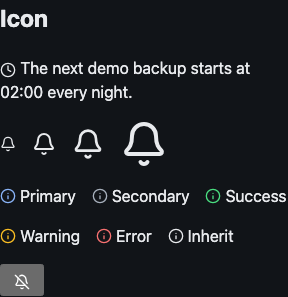 Icon
The next demo backup starts at
02:00 every night.
Primary Secondary Success
Warning Error Inherit